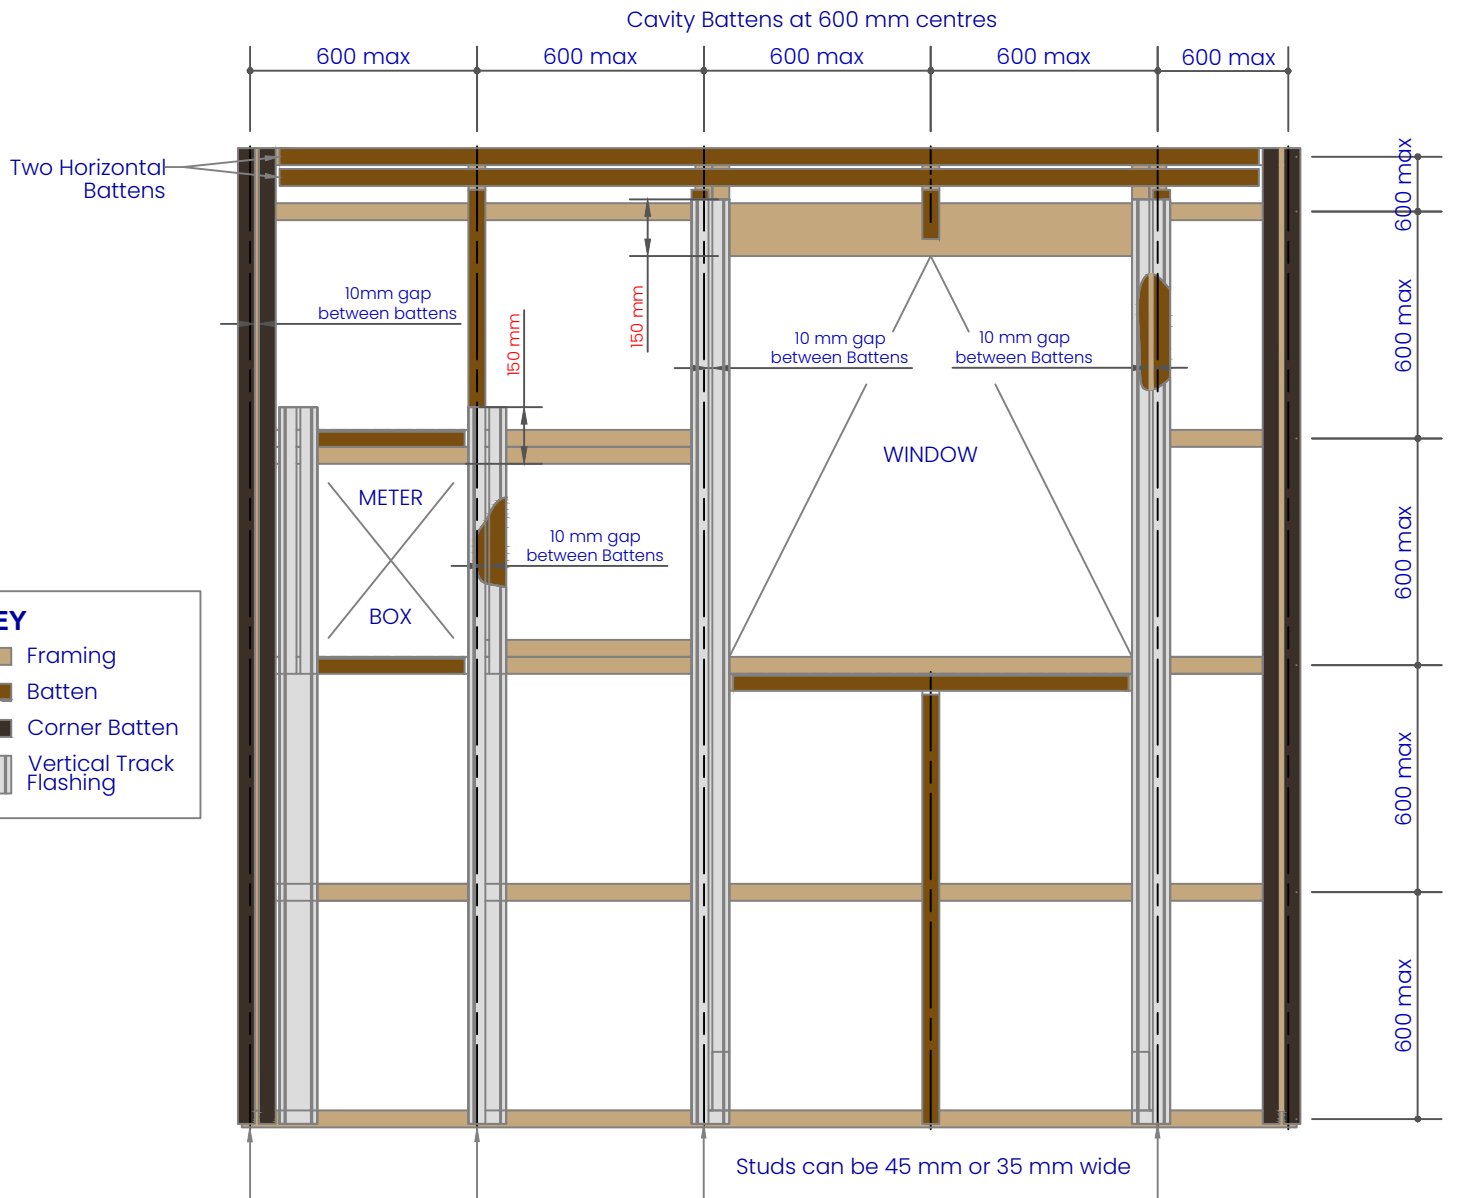 Cavity Battens at 600 mm centres
600 max
600 max
600 max
600 max
600 max
Two Horizontal
Battens
600 max
600 max
600 max
600 max
600 max
10mm gap
between battens
150 mm
150 mm
10 mm gap
between Battens
10 mm gap
between Battens
WINDOW
METER
BOX
10 mm gap
between Battens
EY
Framing
Batten
Corner Batten
Vertical Track
Flashing
Studs can be 45 mm or 35 mm wide